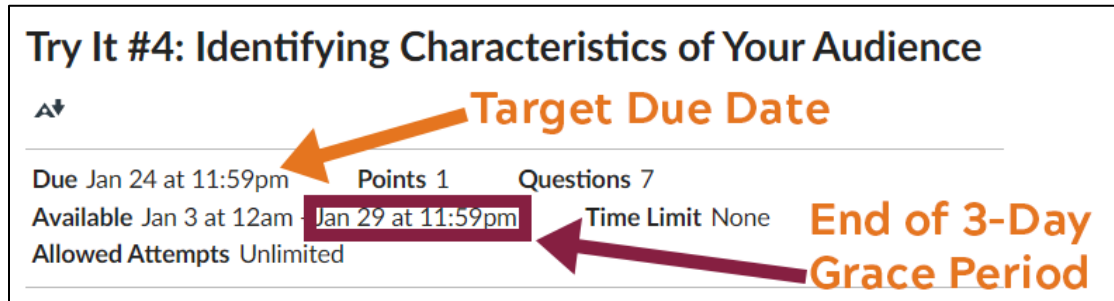 Try It #4: Identifying Characteristics of Your Audience
A
Target Due Date
Due Jan 24 at 11:59pm Points 1 Questions 7
Available Jan 3 at 12am - Jan 29 at 11:59pm Time Limit None
Allowed Attempts Unlimited
End of 3-Day
Grace Period